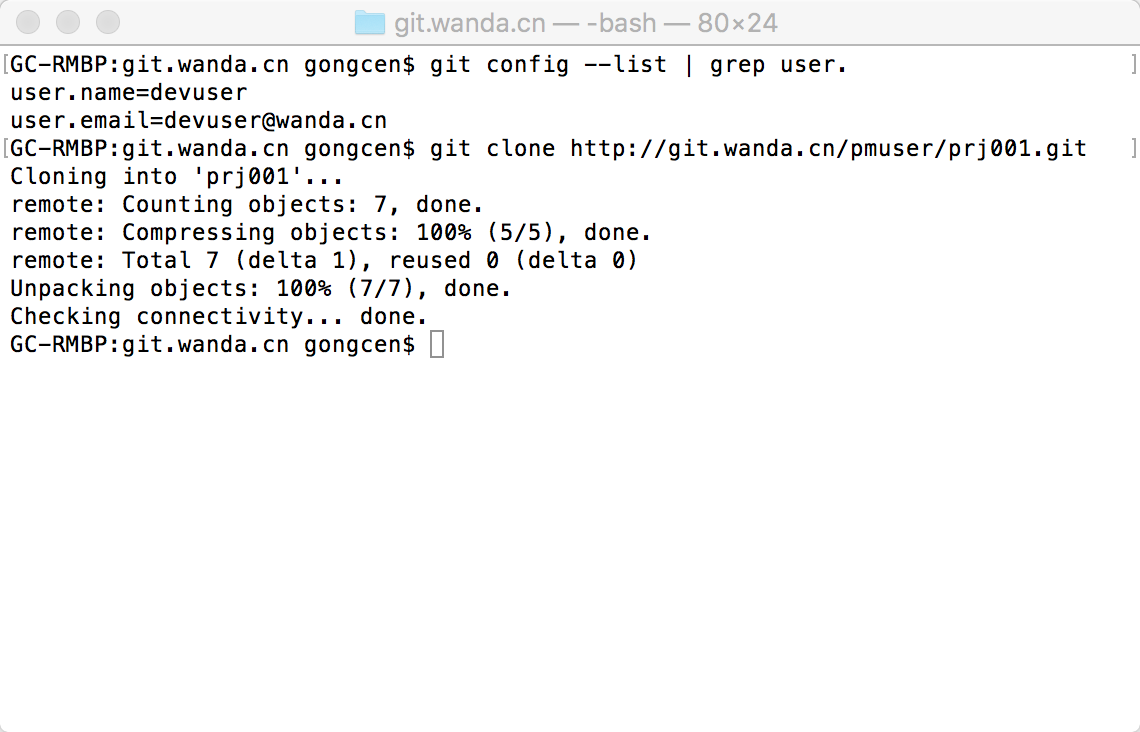 git.wanda.cn — -bash — 80×24
[GC-RMBP:git.wanda.cn gongcen$ git config --list | grep user. ]
user.name=devuser
user.email=devuser@wanda.cn
[GC-RMBP:git.wanda.cn gongcen$ git clone http://git.wanda.cn/pmuser/prj001.git ]
Cloning into 'prj001'...
remote: Counting objects: 7, done.
remote: Compressing objects: 100% (5/5), done.
remote: Total 7 (delta 1), reused 0 (delta 0)
Unpacking objects: 100% (7/7), done.
Checking connectivity... done.
GC-RMBP:git.wanda.cn gongcen$